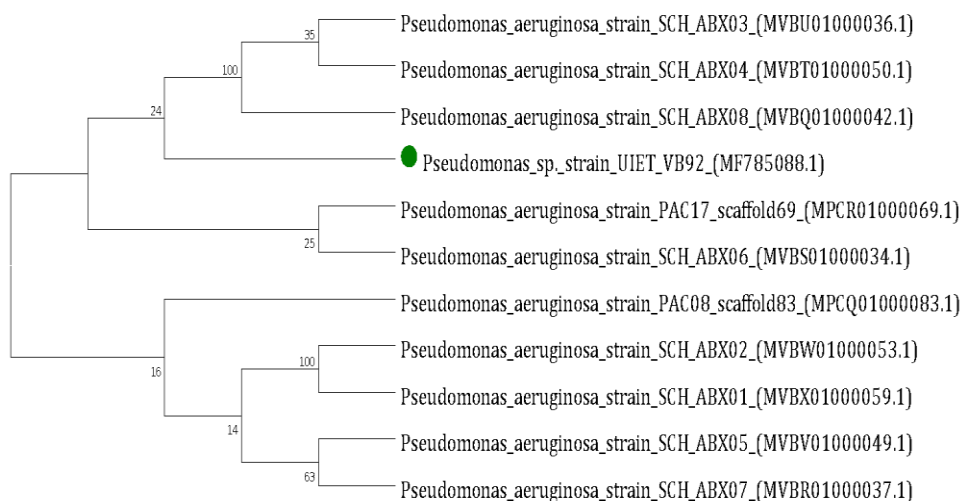 Pseudomonas_aeruginosa_strain_SCH_ABX03_(MVBU01000036.1)
35
Pseudomonas_aeruginosa_strain_SCH_ABX04_(MVBT01000050.1)
100
Pseudomonas_aeruginosa_strain_SCH_ABX08_(MVBQ01000042.1)
24
Pseudomonas_sp._strain_UIET_VB92_(MF785088.1)
Pseudomonas_aeruginosa_strain_PAC17_scaffold69_(MPCR01000069.1)
25
Pseudomonas_aeruginosa_strain_SCH_ABX06_(MVBS01000034.1)
Pseudomonas_aeruginosa_strain_PAC08_scaffold83_(MPCQ01000083.1)
16
Pseudomonas_aeruginosa_strain_SCH_ABX02_(MVBW01000053.1)
100
Pseudomonas_aeruginosa_strain_SCH_ABX01_(MVBX01000059.1)
14
Pseudomonas_aeruginosa_strain_SCH_ABX05_(MVBV01000049.1)
63
Pseudomonas_aeruginosa_strain_SCH_ABX07_(MVBR01000037.1)